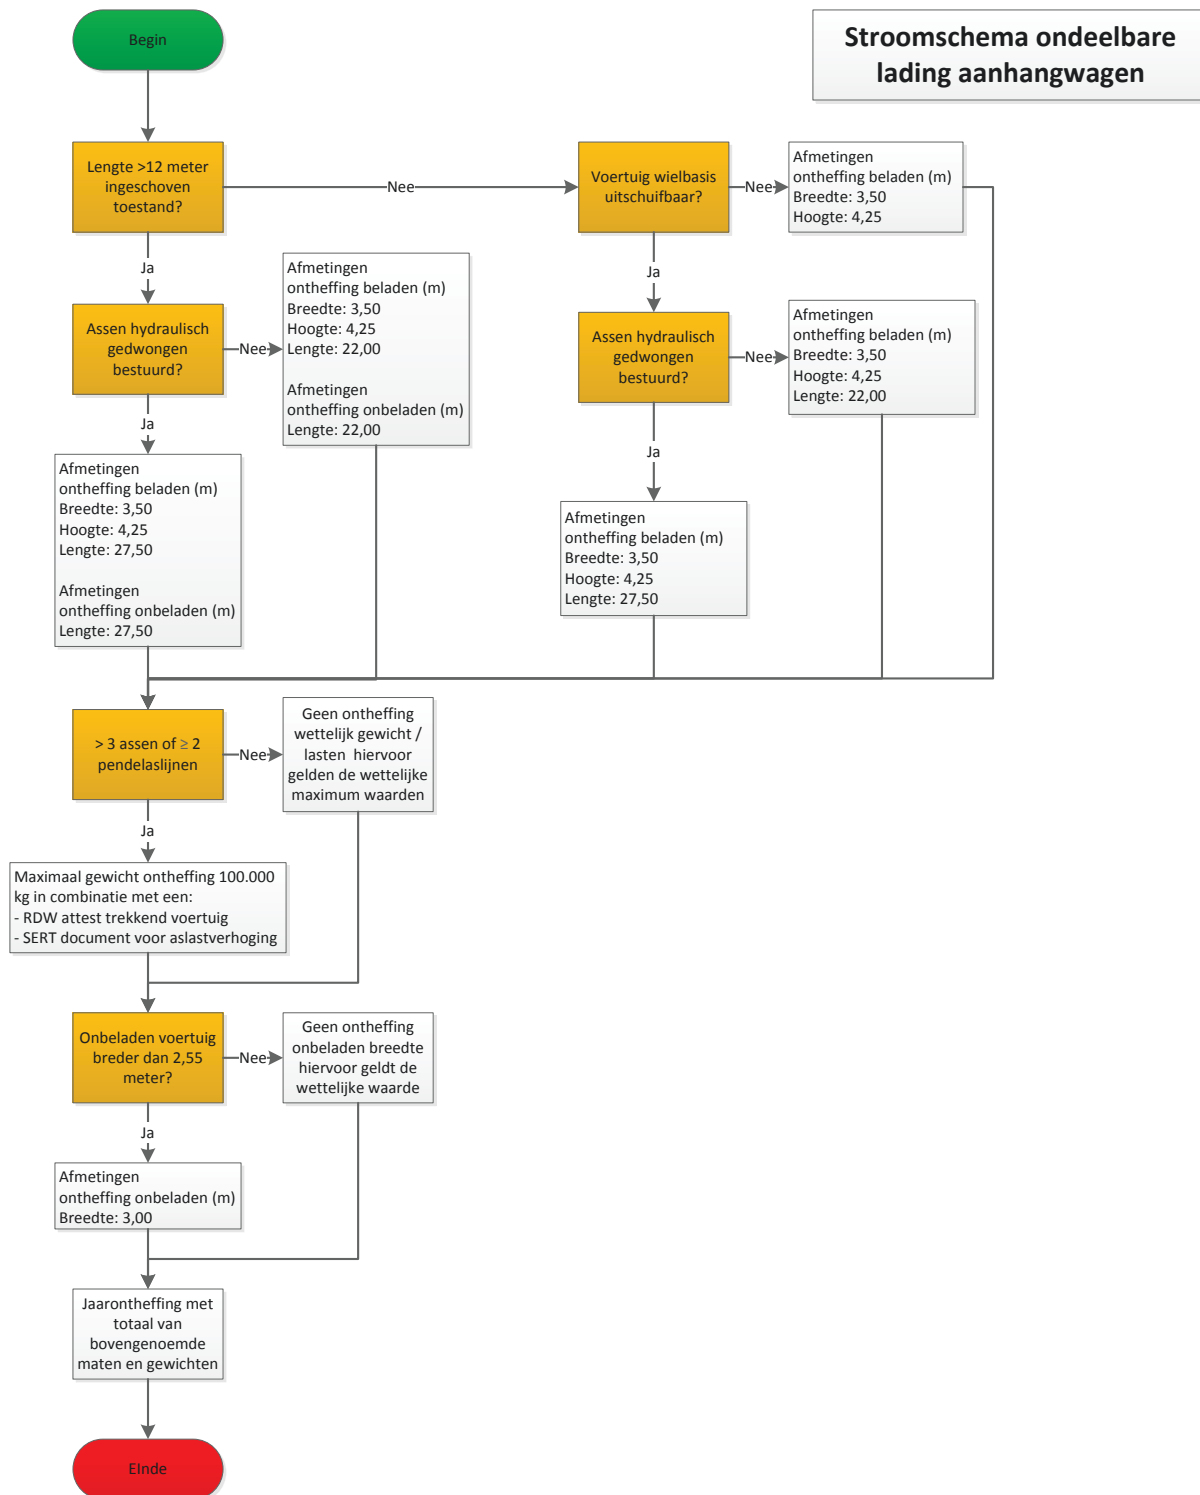 Begin
Stroomschema ondeelbare
lading aanhangwagen
Lengte >12 meter
ingeschoven
toestand?
Nee
Voertuig wielbasis
uitschuifbaar?
Nee
Afmetingen
ontheffing beladen (m)
Breedte: 3,50
Hoogte: 4,25
Ja
Ja
Assen hydraulisch
gedwongen
bestuurd?
Nee
Afmetingen
ontheffing beladen (m)
Breedte: 3,50
Hoogte: 4,25
Lengte: 22,00
Afmetingen
ontheffing onbeladen (m)
Lengte: 22,00
Assen hydraulisch
gedwongen
bestuurd?
Nee
Afmetingen
ontheffing beladen (m)
Breedte: 3,50
Hoogte: 4,25
Lengte: 22,00
Ja
Ja
Afmetingen
ontheffing beladen (m)
Breedte: 3,50
Hoogte: 4,25
Lengte: 27,50
Afmetingen
ontheffing onbeladen (m)
Lengte: 27,50
Afmetingen
ontheffing beladen (m)
Breedte: 3,50
Hoogte: 4,25
Lengte: 27,50
> 3 assen of ≥ 2
pendelaslijnen
Nee
Geen ontheffing
wettelijk gewicht /
lasten hiervoor
gelden de wettelijke
maximum waarden
Ja
Maximaal gewicht ontheffing 100.000
kg in combinatie met een:
- RDW attest trekkend voertuig
- SERT document voor aslastverhoging
Onbeladen voertuig
breder dan 2,55
meter?
Nee
Geen ontheffing
onbeladen breedte
hiervoor geldt de
wettelijke waarde
Ja
Afmetingen
ontheffing onbeladen (m)
Breedte: 3,00
Jaarontheffing met
totaal van
bovengenoemde
maten en gewichten
EInde